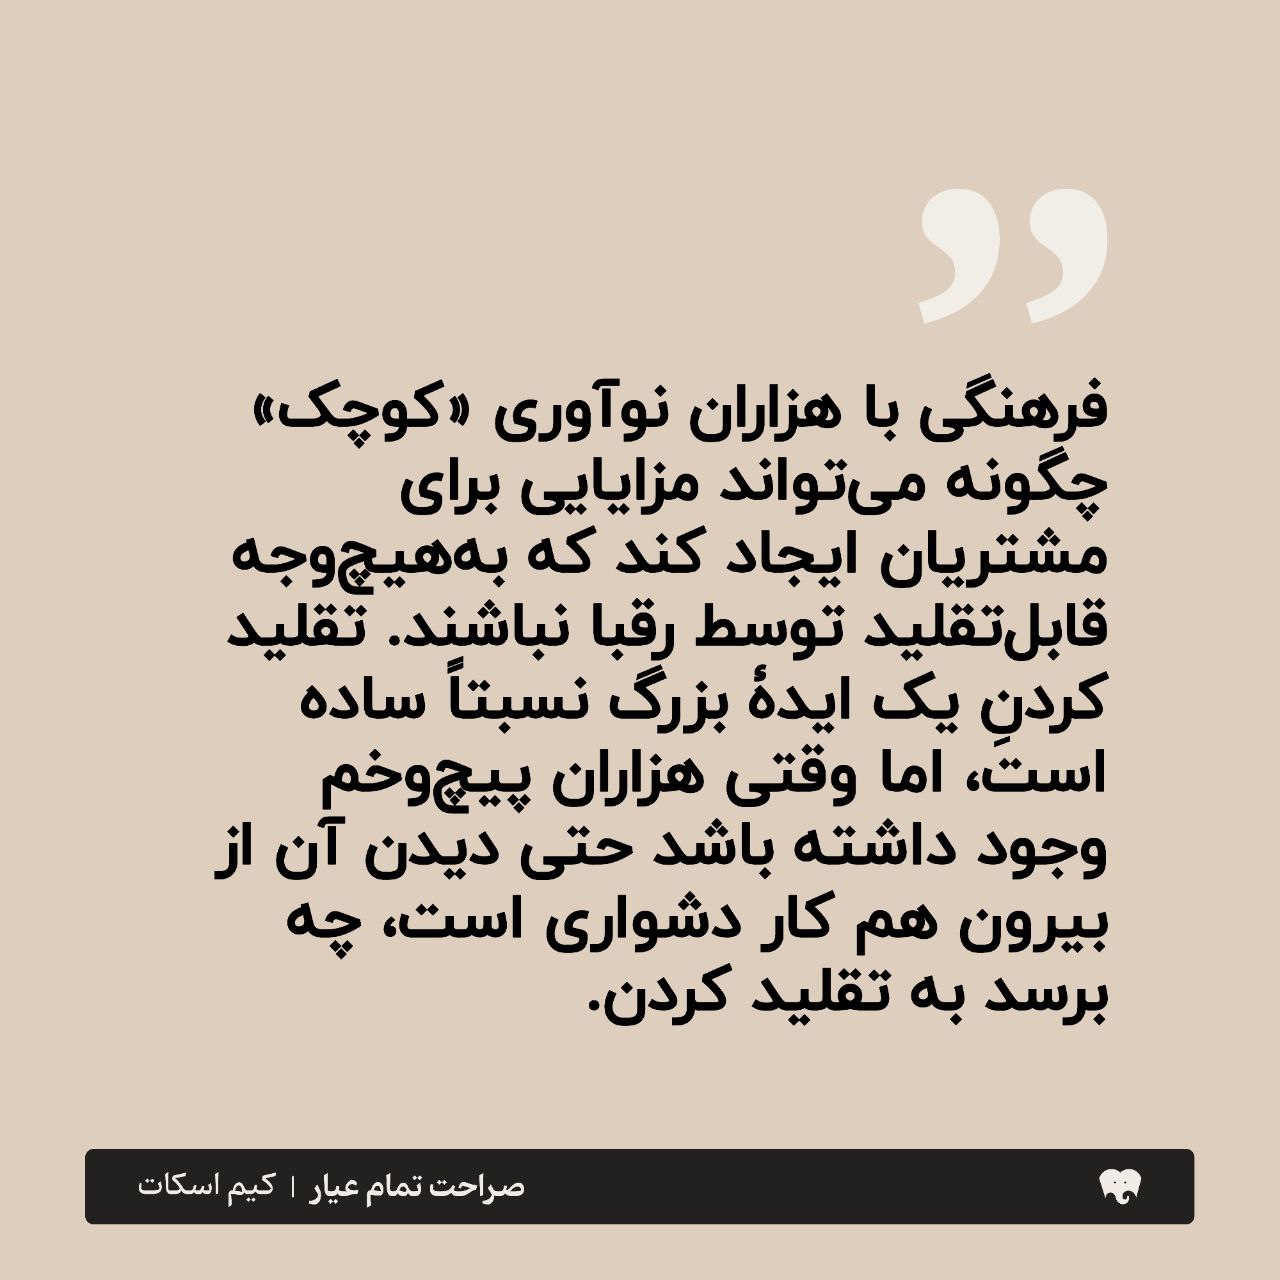 فرهنگی با هزاران نوآوری «کوچک»
چگونه می‌تواند مزایایی برای
مشتریان ایجاد کند که به‌هیچ‌وجه
قابل‌تقلید توسط رقبا نباشند. تقلید
کردنِ یک ایدهٔ بزرگ نسبتاً ساده
است، اما وقتی هزاران پیچ‌وخم
وجود داشته باشد حتی دیدن آن از
بیرون هم کار دشواری است، چه
برسد به تقلید کردن.
صراحت تمام عیار | کیم اسکات